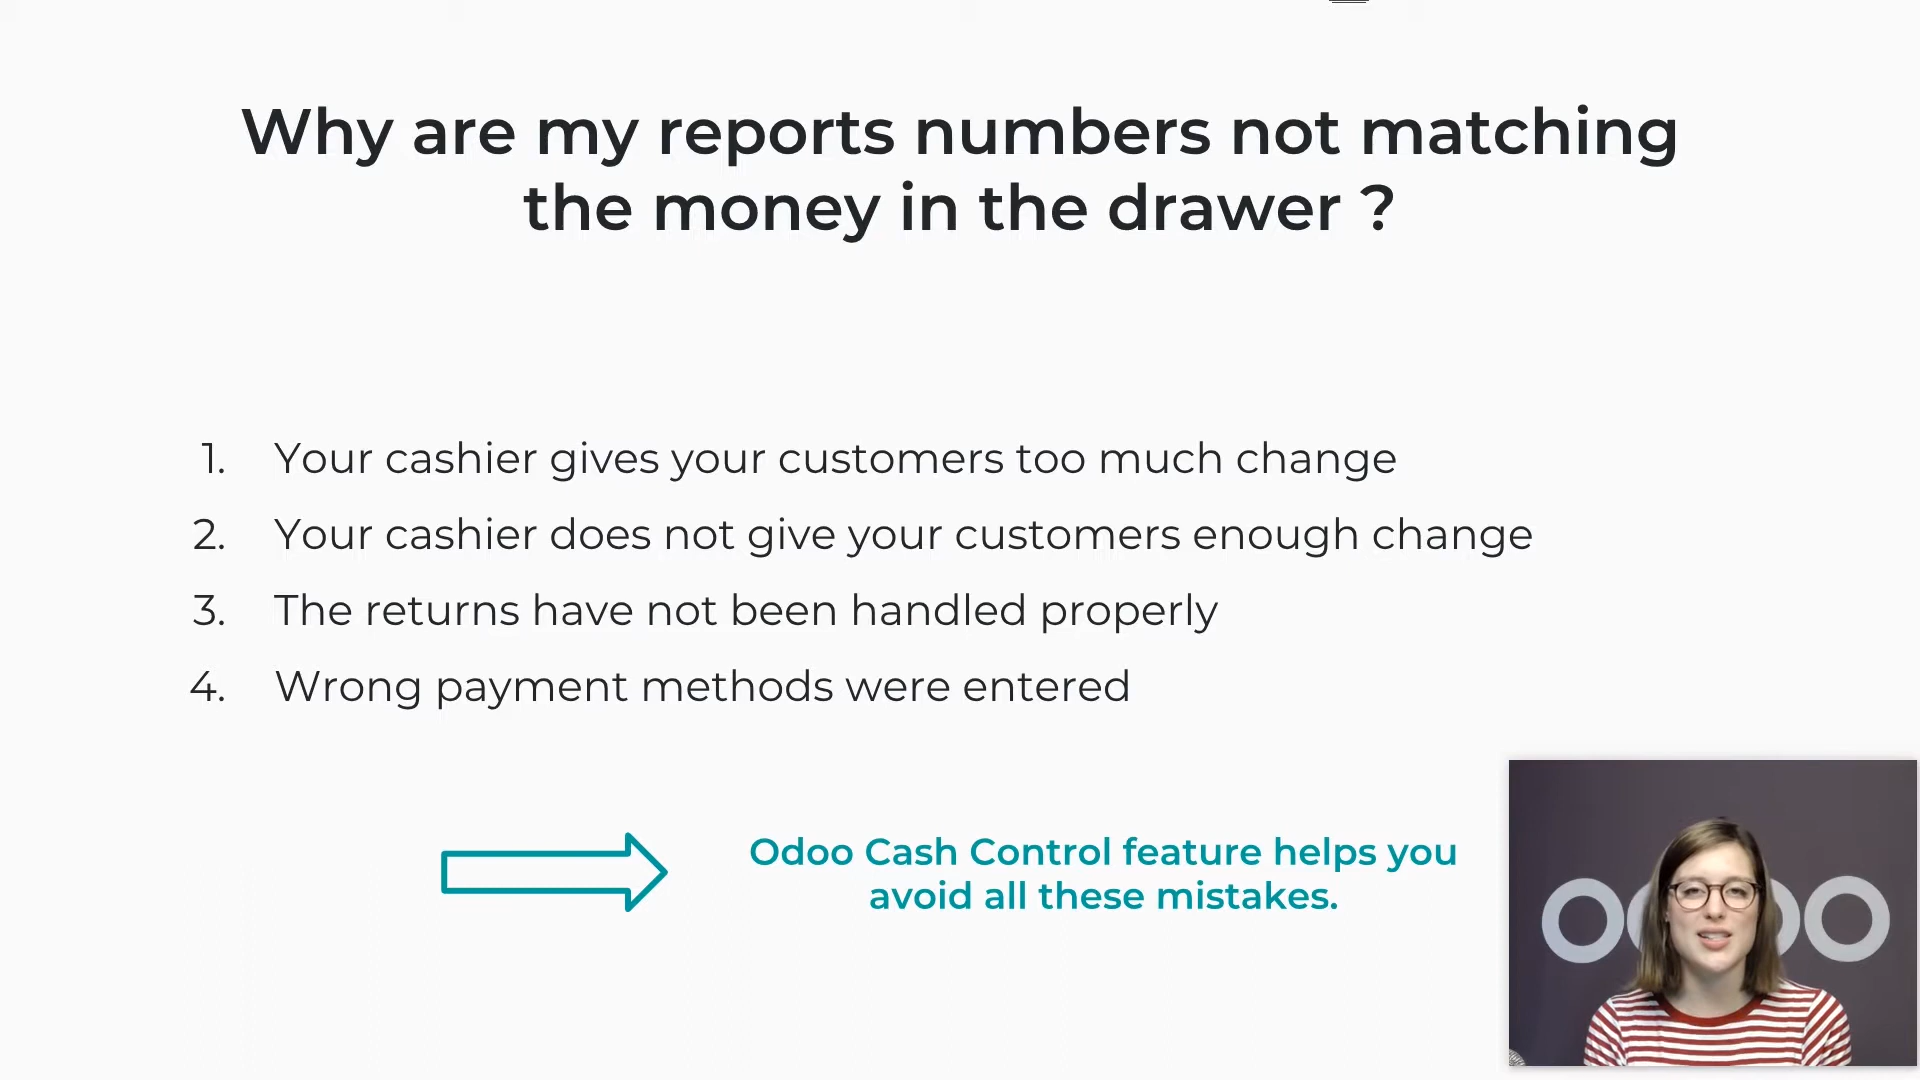 Why are my reports numbers not matching
the money in the drawer ?
1. Your cashier gives your customers too much change
2. Your cashier does not give your customers enough change
3. The returns have not been handled properly
4. Wrong payment methods were entered
Odoo Cash Control feature helps you
avoid all these mistakes.